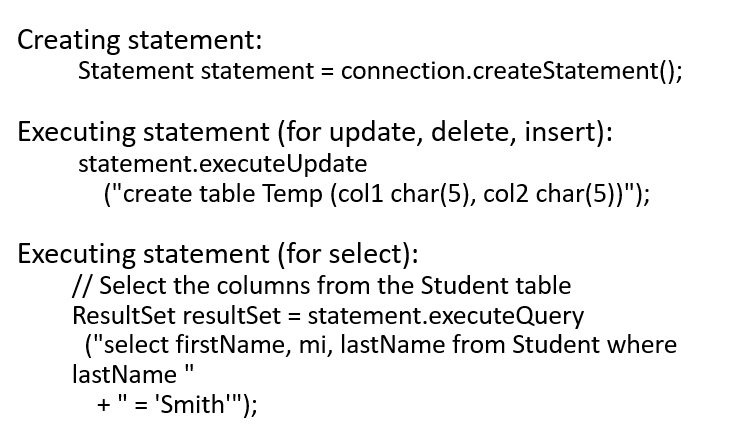 Creating statement:
Statement statement = connection.createStatement();
Executing statement (for update, delete, insert):
statement.executeUpdate
("create table Temp (col1 char(5), col2 char(5))");
Executing statement (for select):
// Select the columns from the Student table
ResultSet resultSet = statement.executeQuery
("select firstName, mi, lastName from Student where
lastName "
+ " = 'Smith'");